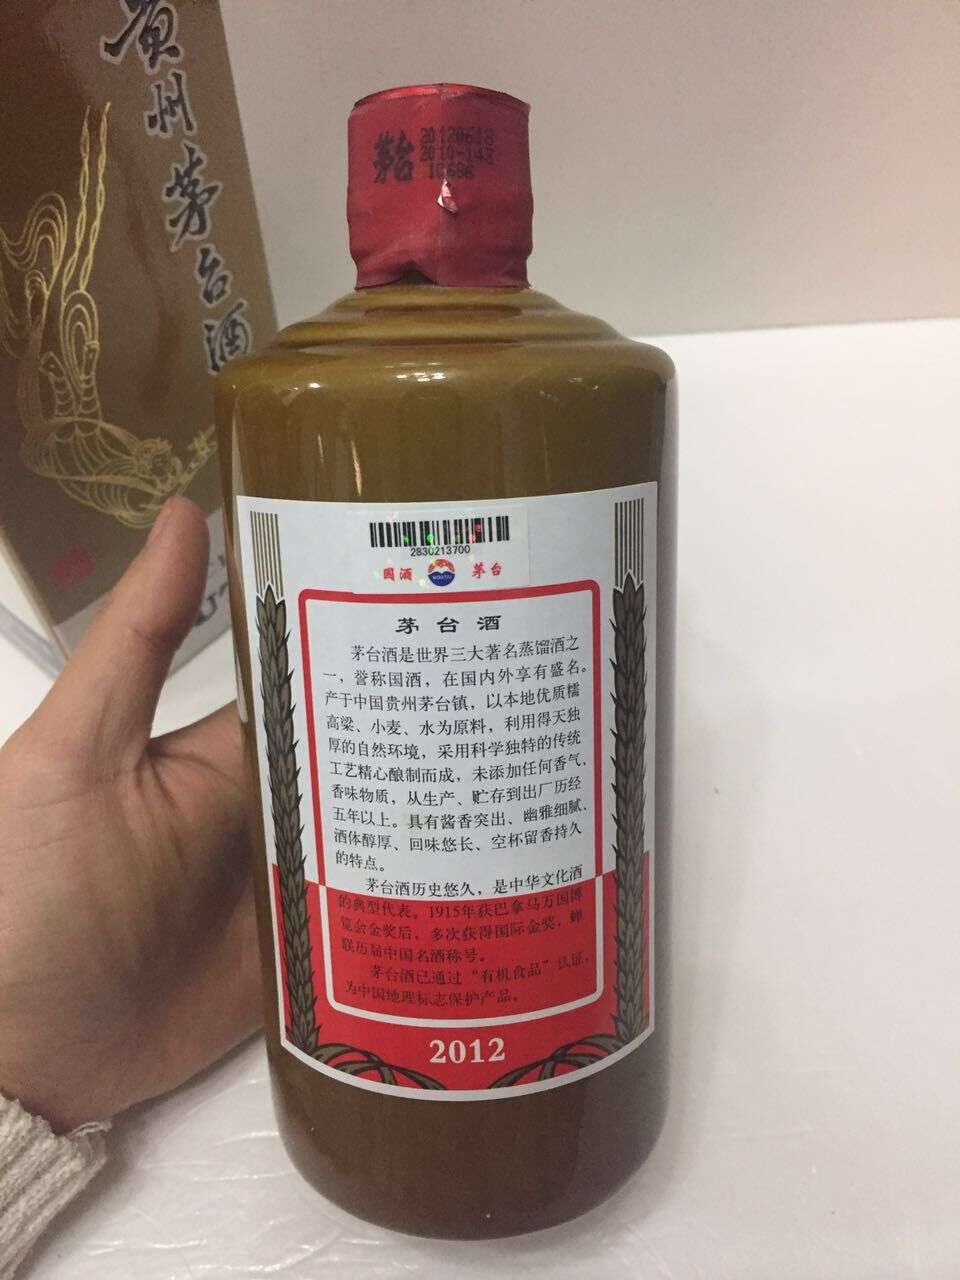 贵州茅台酒
茅台
20120613
2010-143
10686
2830213700
国酒
MOUTAI
茅台
茅台酒
茅台酒是世界三大著名蒸馏酒之
一，誉称国酒，在国内外享有盛名。
产于中国贵州茅台镇，以本地优质糯
高粱、小麦、水为原料，利用得天独
厚的自然环境，采用科学独特的传统
工艺精心酿制而成，未添加任何香气、
香味物质，从生产、贮存到出厂历经
五年以上。具有酱香突出、幽雅细腻、
酒体醇厚、回味悠长、空杯留香持久
的特点。
茅台酒历史悠久，是中华文化酒
的典型代表。1915年获巴拿马万国博
览会金奖后，多次获得国际金奖，蝉
联历届中国名酒称号。
茅台酒已通过“有机食品”认证，
为中国地理标志保护产品。
2012